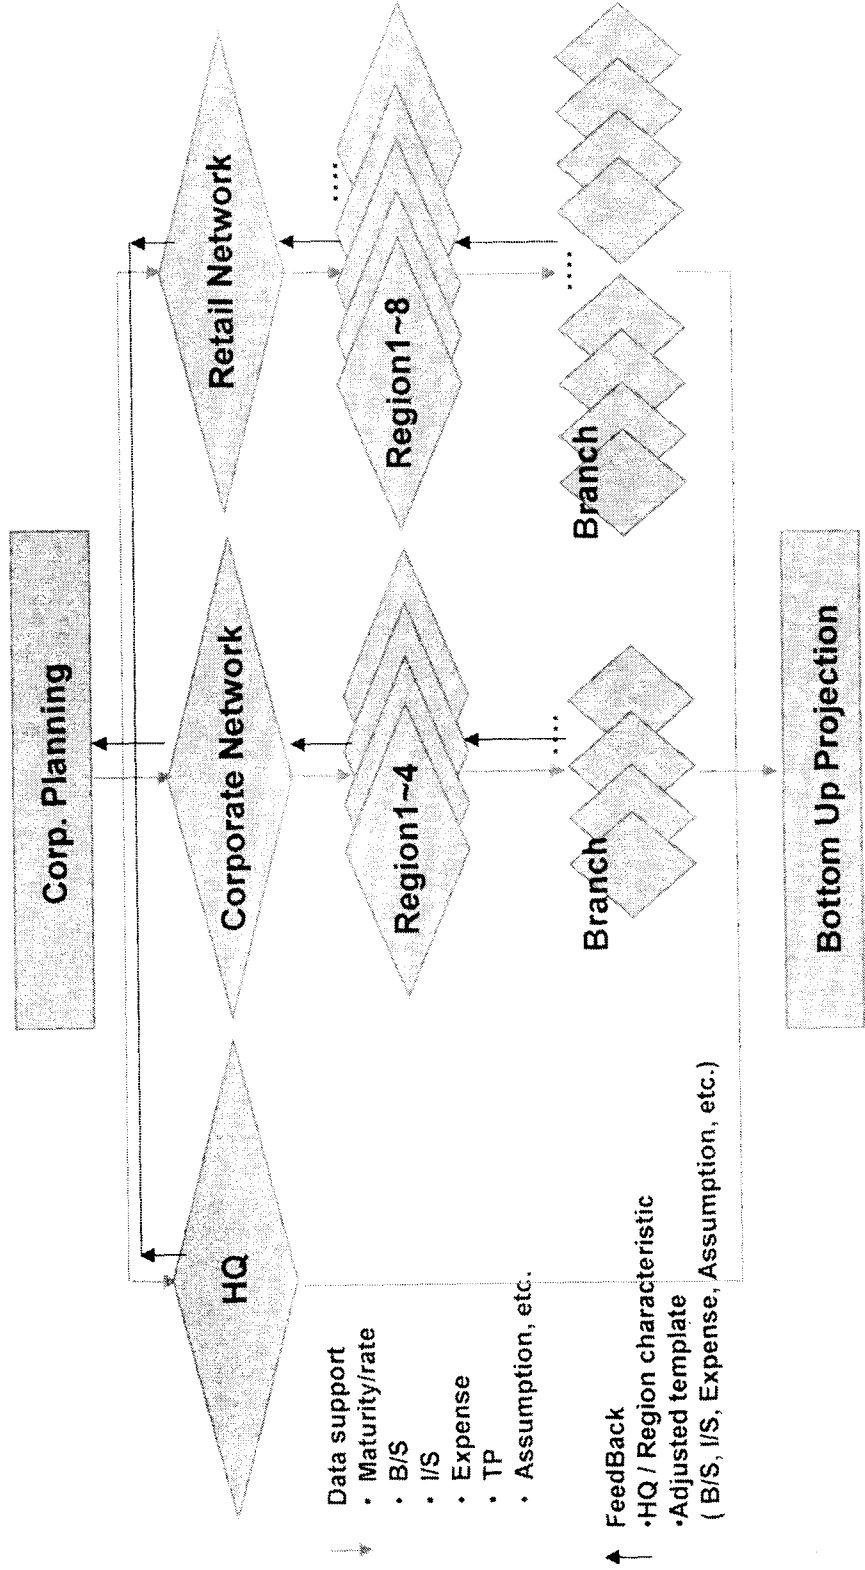 Corp. Planning
HQ
Corporate Network
Retail Network
Region1~4
Region1~8
....
....
....
Branch
Branch
Data support
• Maturity/rate
• B/S
• I/S
• Expense
• TP
• Assumption, etc.
FeedBack
•HQ / Region characteristic
•Adjusted template
( B/S, I/S, Expense, Assumption, etc.)
Bottom Up Projection